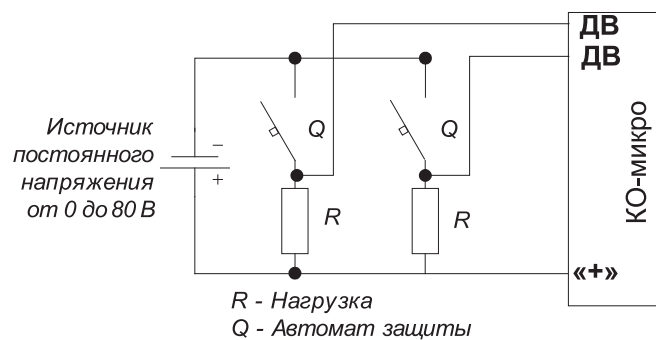 ДВ
ДВ
КО-микро
«+»
Источник
постоянного
напряжения
от 0 до 80 В
−
+
Q
Q
R
R
R - Нагрузка
Q - Автомат защиты